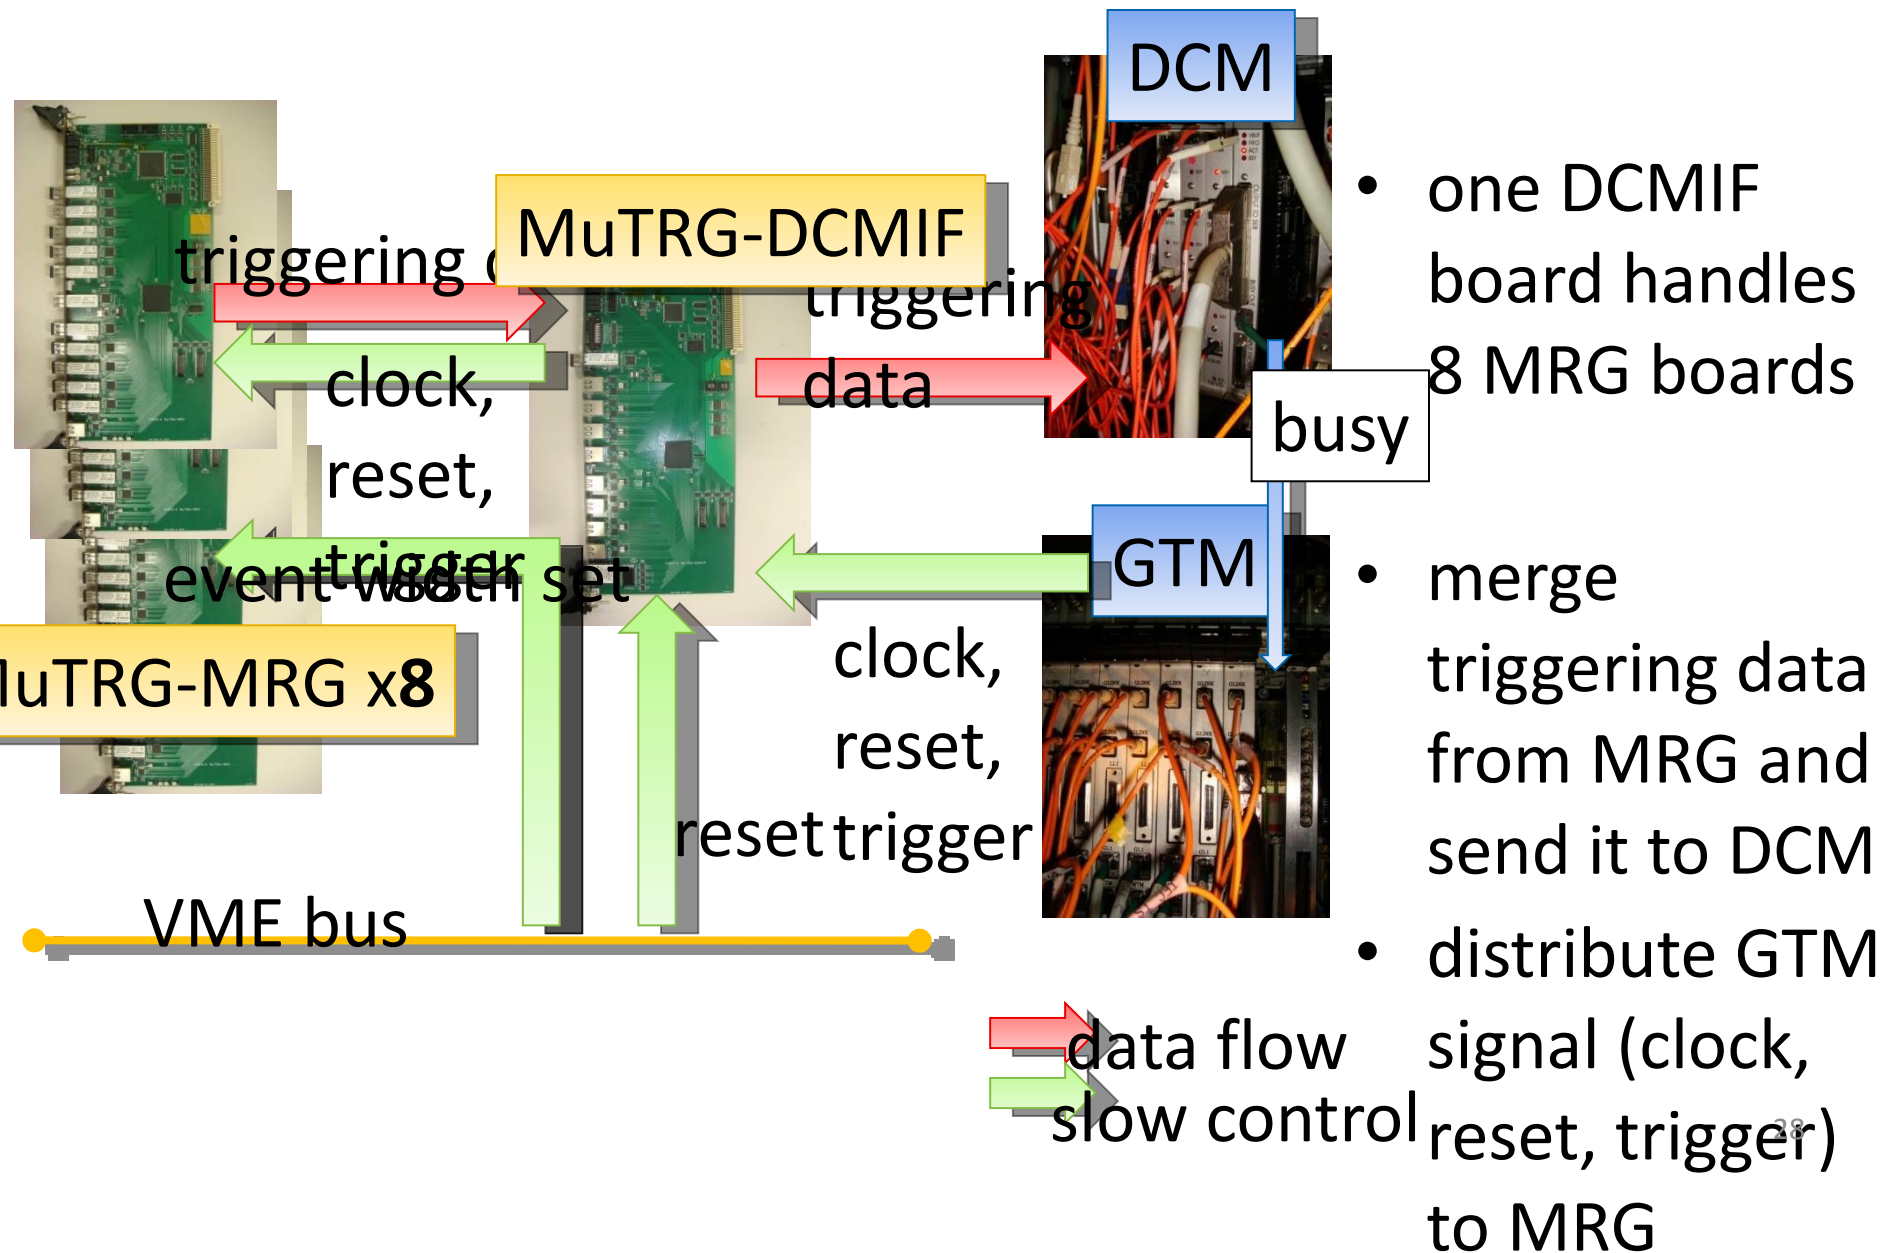 DCM
MuTRG-DCMIF
triggering
triggering
data
clock,
reset,
trigger
event width set
MuTRG-MRG x8
busy
GTM
clock,
reset,
trigger
reset
VME bus
data flow
slow control
• one DCMIF
board handles
8 MRG boards
• merge
triggering data
from MRG and
send it to DCM
• distribute GTM
signal (clock,
reset, trigger)
to MRG
28